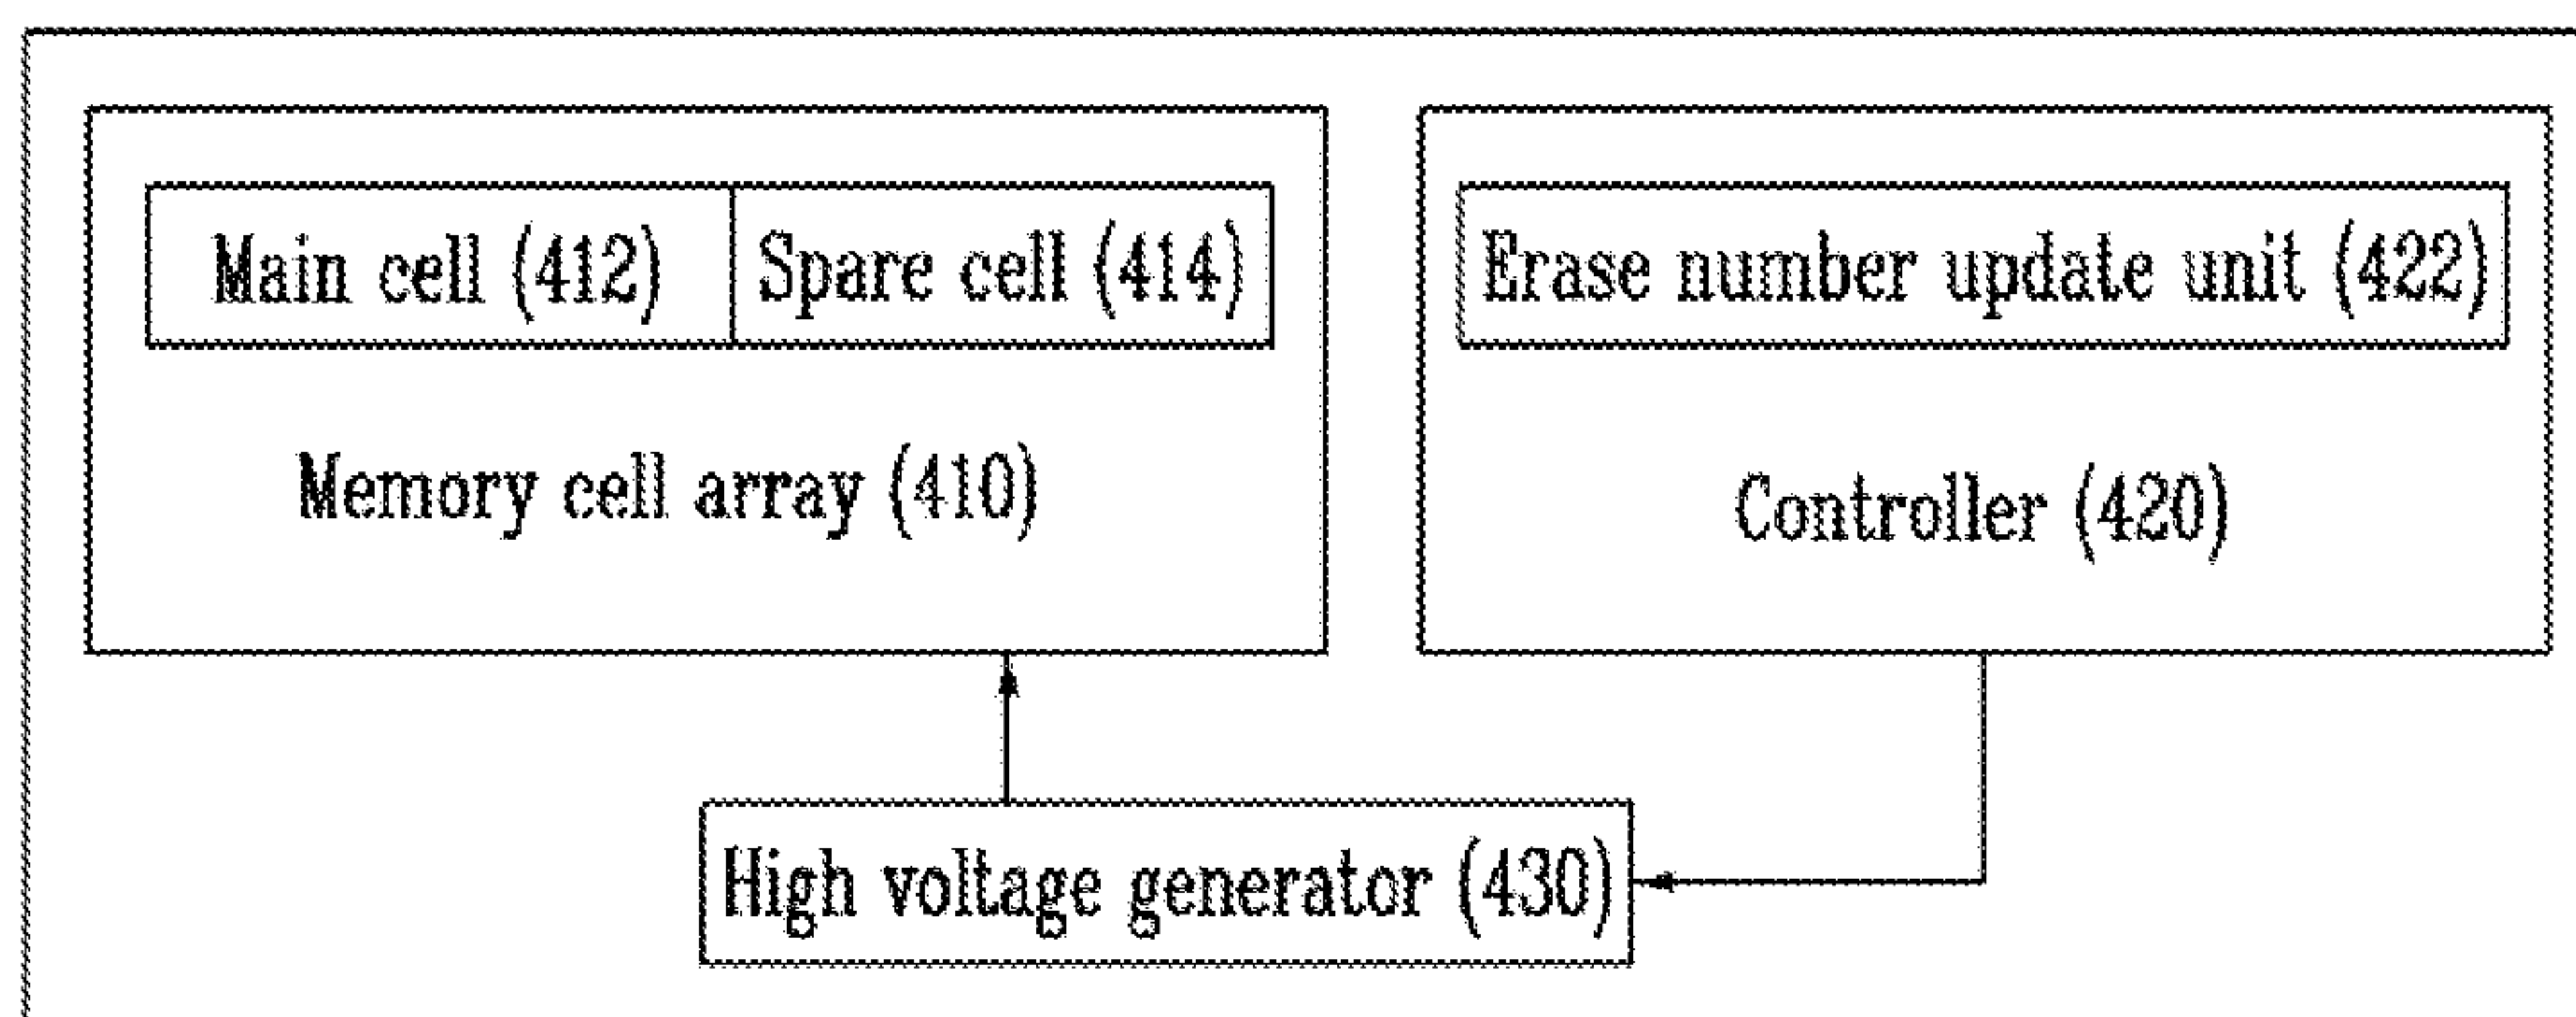 Main cell (412)
Spare cell (414)
Erase number update unit (422)
Memory cell array (410)
Controller (420)
High voltage generator (430)